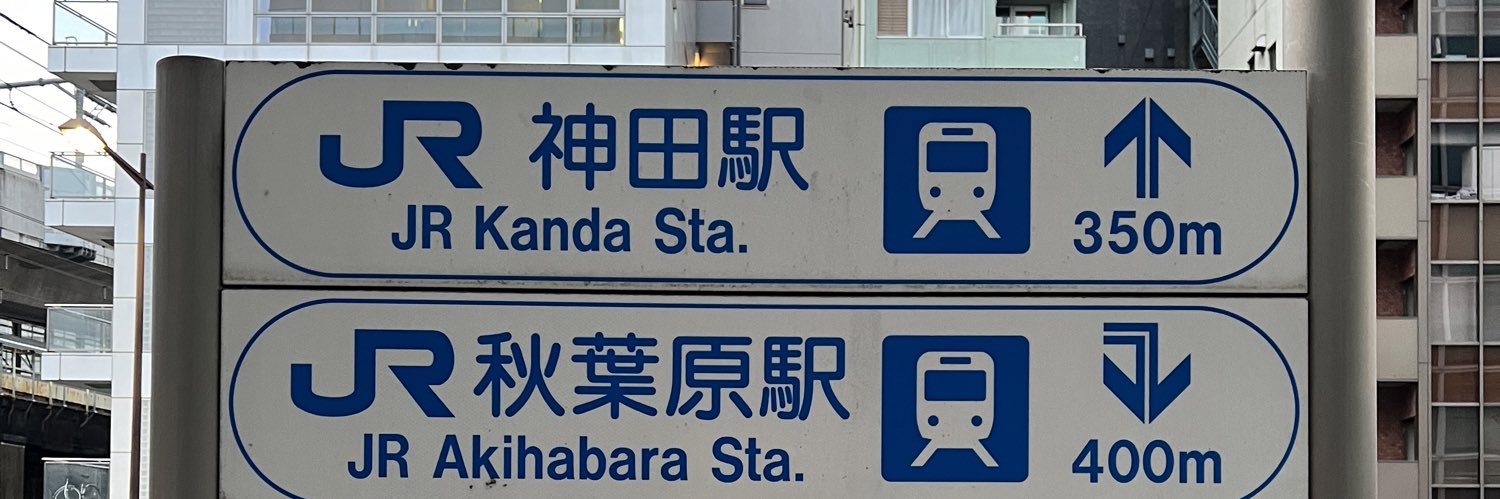 JR 神田駅
JR Kanda Sta.
350m
JR 秋葉原駅
JR Akihabara Sta.
400m